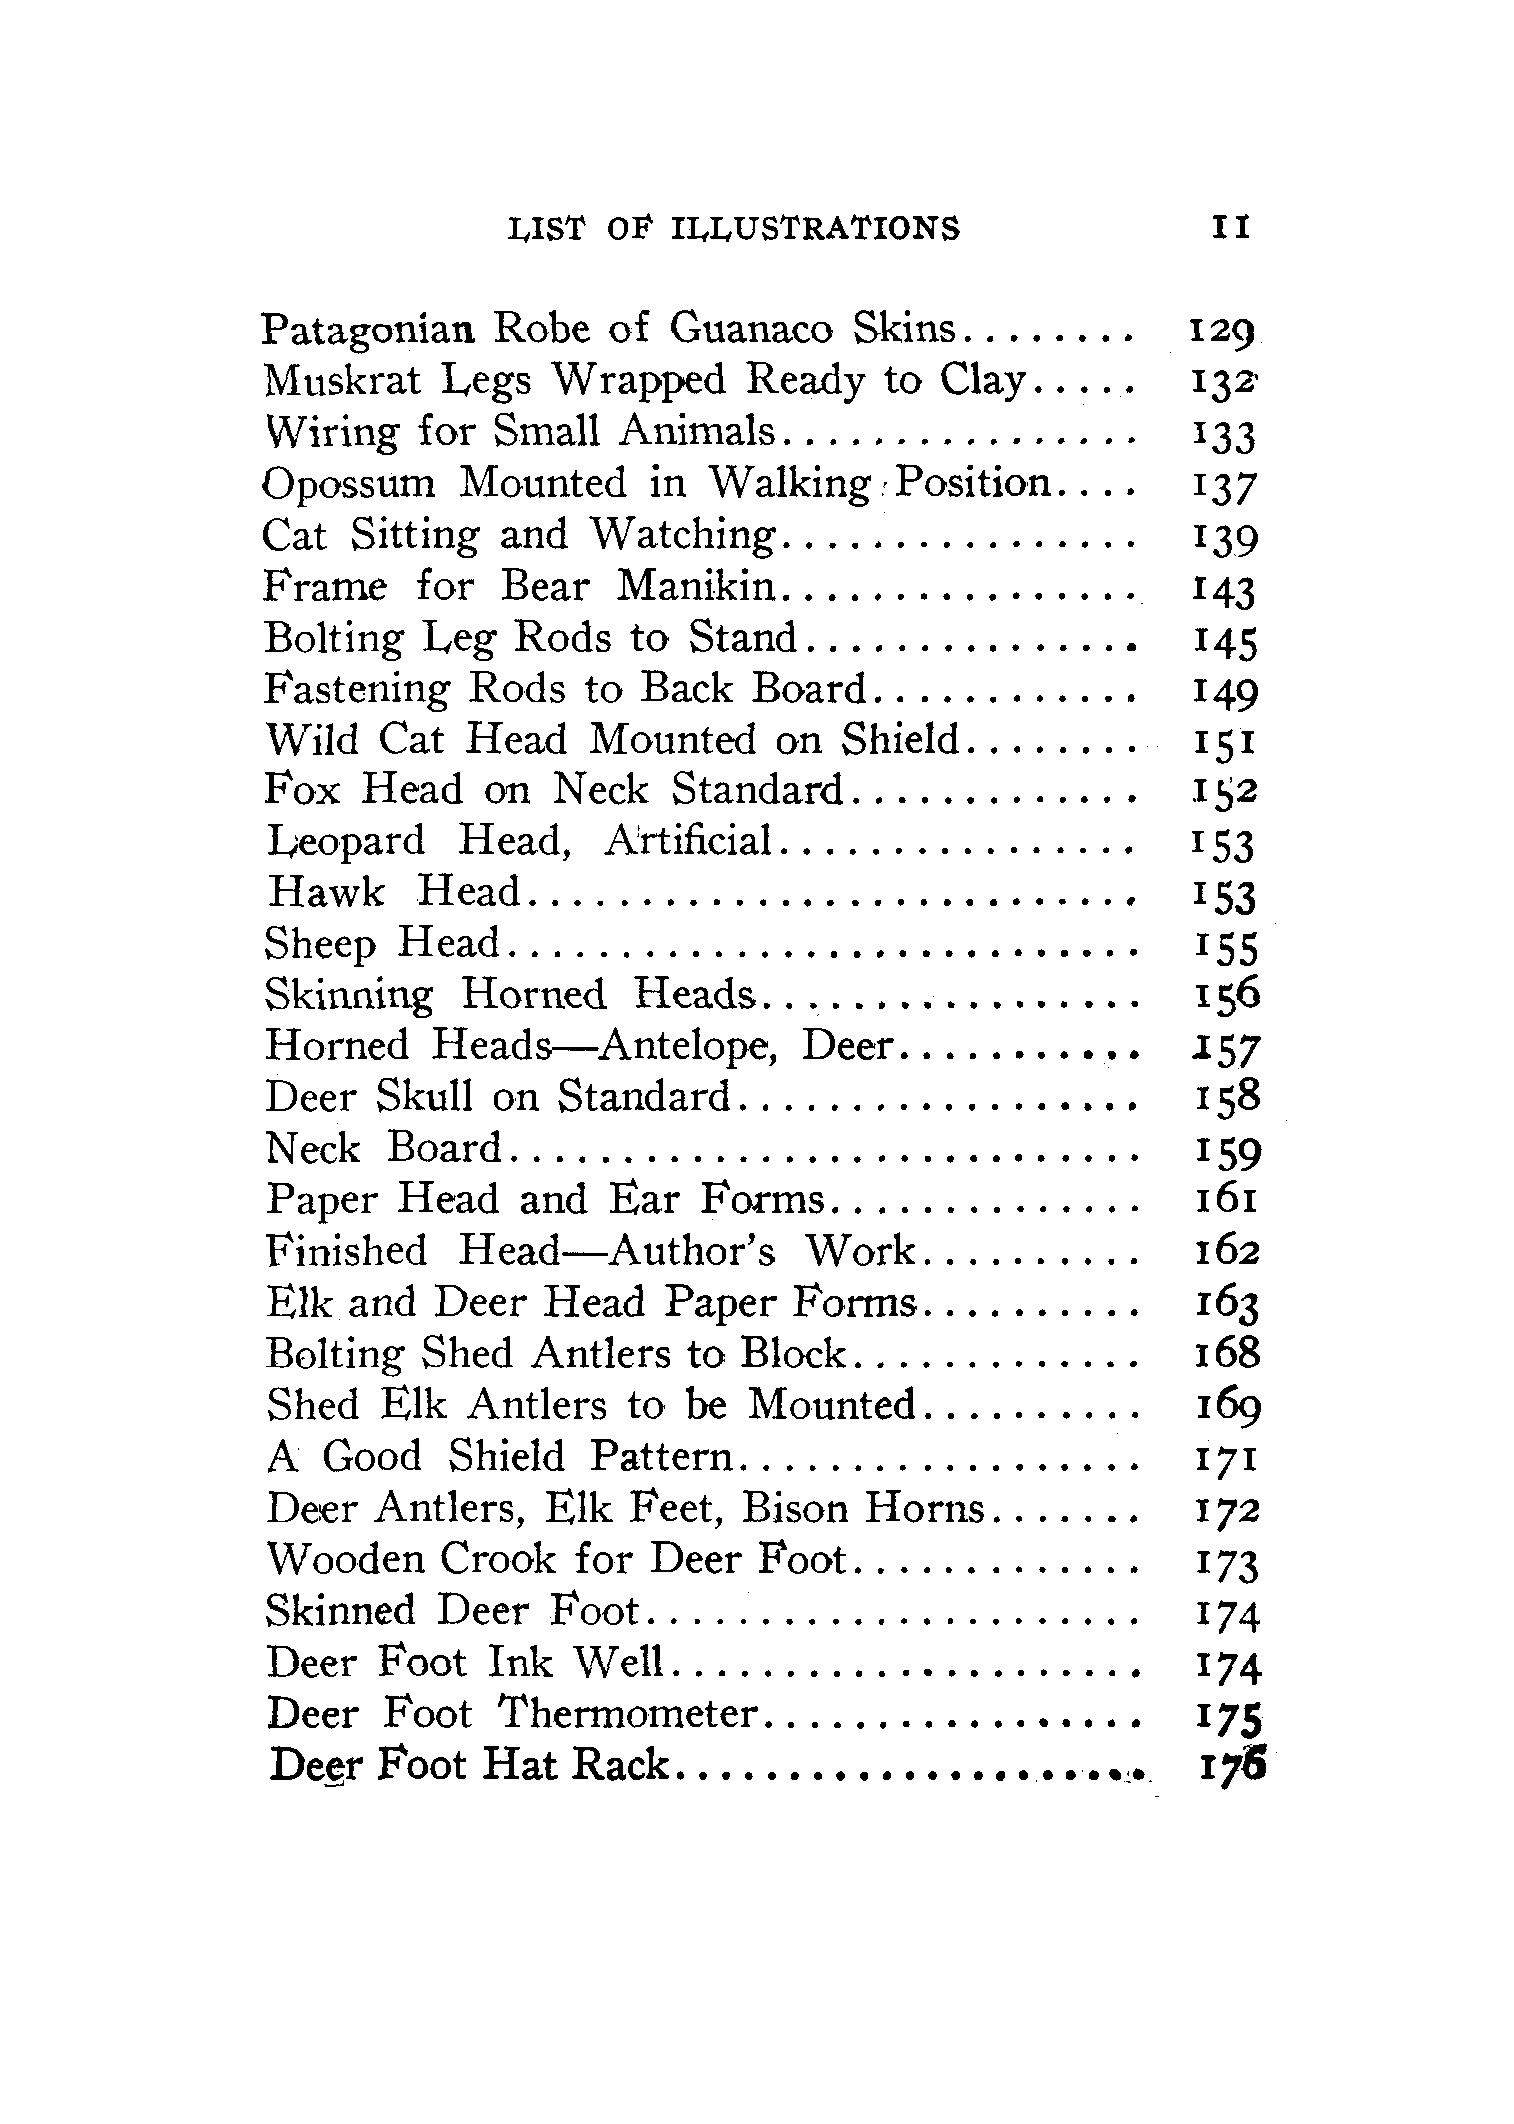 LIST OF ILLUSTRATIONS 11
Patagonian Robe of Guanaco Skins........ 129
Muskrat Legs Wrapped Ready to Clay..... 132
Wiring for Small Animals................ 133
Opossum Mounted in Walking Position.... 137
Cat Sitting and Watching................ 139
Frame for Bear Manikin................ 143
Bolting Leg Rods to Stand............... 145
Fastening Rods to Back Board............ 149
Wild Cat Head Mounted on Shield........ 151
Fox Head on Neck Standard............. 152
Leopard Head, Artificial................ 153
Hawk Head........................... 153
Sheep Head............................ 155
Skinning Horned Heads................. 156
Horned Heads—Antelope, Deer........... 157
Deer Skull on Standard.................. 158
Neck Board............................ 159
Paper Head and Ear Forms.............. 161
Finished Head—Author's Work.......... 162
Elk and Deer Head Paper Forms.......... 163
Bolting Shed Antlers to Block............. 168
Shed Elk Antlers to be Mounted.......... 169
A Good Shield Pattern.................. 171
Deer Antlers, Elk Feet, Bison Horns....... 172
Wooden Crook for Deer Foot............. 173
Skinned Deer Foot...................... 174
Deer Foot Ink Well..................... 174
Deer Foot Thermometer................. 175
Deer Foot Hat Rack..................... 176